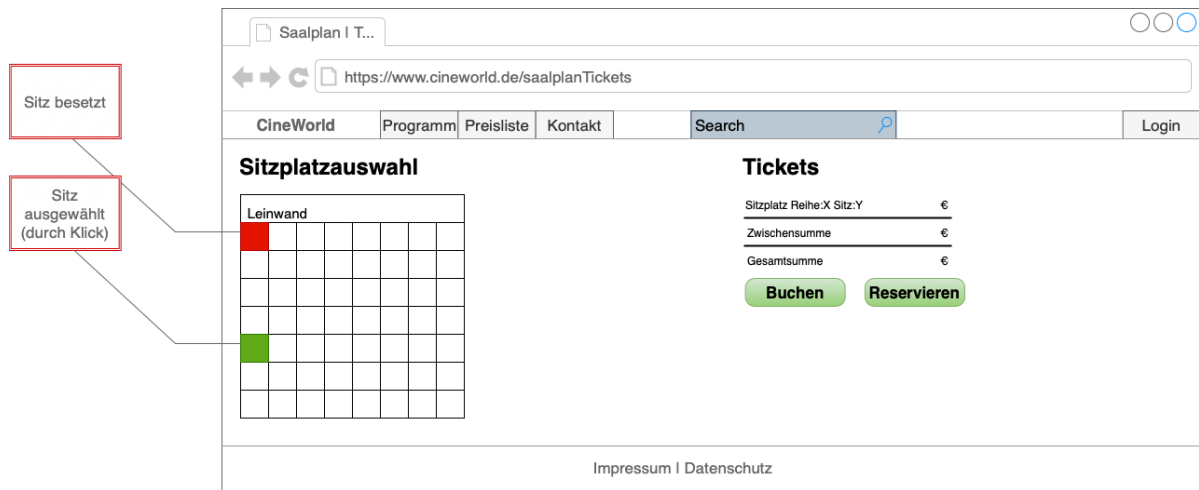 Saalplan l T...
https://www.cineworld.de/saalplanTickets
CineWorld Programm Preisliste Kontakt Search Login
Sitz besetzt
Sitz
ausgewählt
(durch Klick)
Sitzplatzauswahl
Leinwand
Tickets
Sitzplatz Reihe:X Sitz:Y €
Zwischensumme €
Gesamtsumme €
Buchen Reservieren
Impressum l Datenschutz